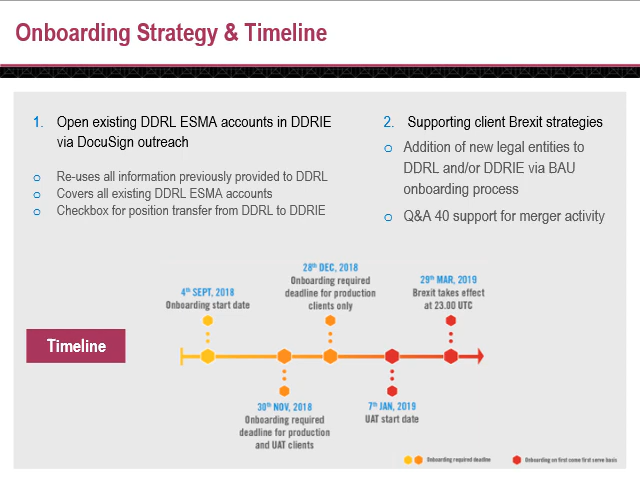 Onboarding Strategy & Timeline
1. Open existing DDRL ESMA accounts in DDRIE
via DocuSign outreach
o Re-uses all information previously provided to DDRL
o Covers all existing DDRL ESMA accounts
o Checkbox for position transfer from DDRL to DDRIE
2. Supporting client Brexit strategies
o Addition of new legal entities to
DDRL and/or DDRIE via BAU
onboarding process
o Q&A 40 support for merger activity
Timeline
4th SEPT, 2018
Onboarding start date
30th NOV, 2018
Onboarding required
deadline for production
and UAT clients
28th DEC, 2018
Onboarding required
deadline for production
clients only
7th JAN, 2019
UAT start date
29th MAR, 2019
Brexit takes effect
at 23.00 UTC
Onboarding required deadline
Onboarding on first come first serve basis